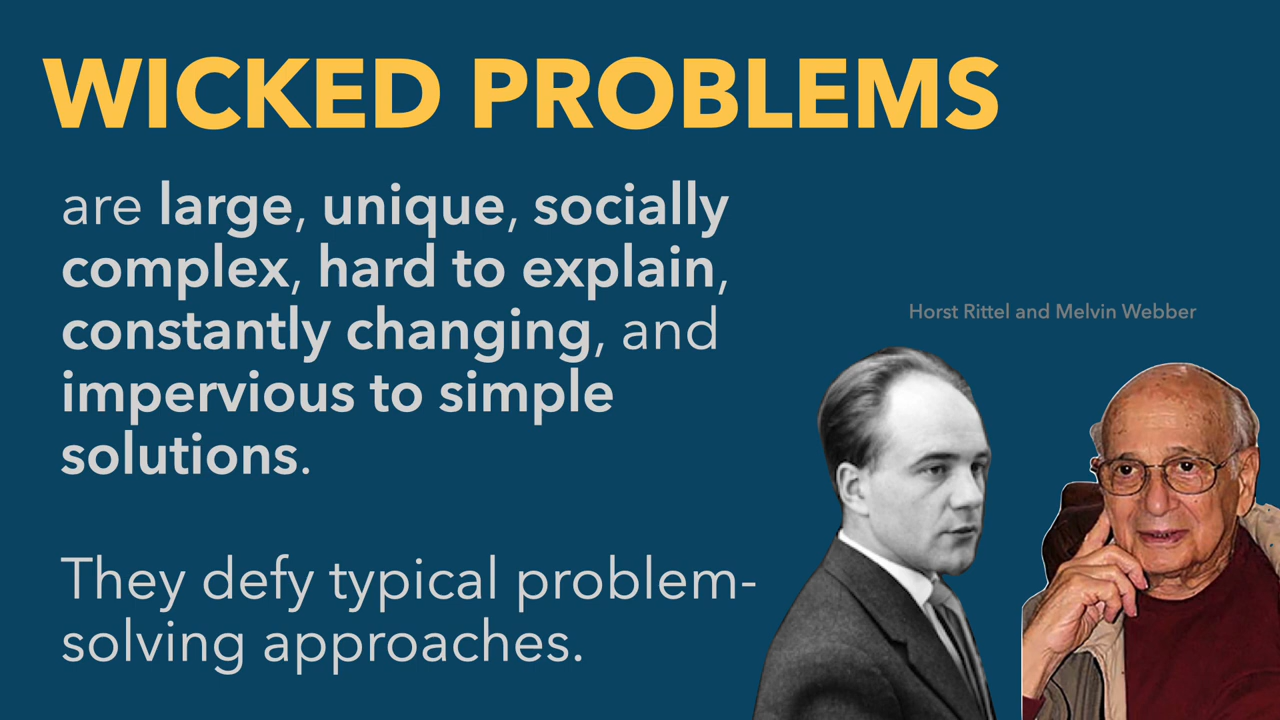 WICKED PROBLEMS
are large, unique, socially
complex, hard to explain,
constantly changing, and
impervious to simple
solutions.
They defy typical problem-
solving approaches.
Horst Rittel and Melvin Webber